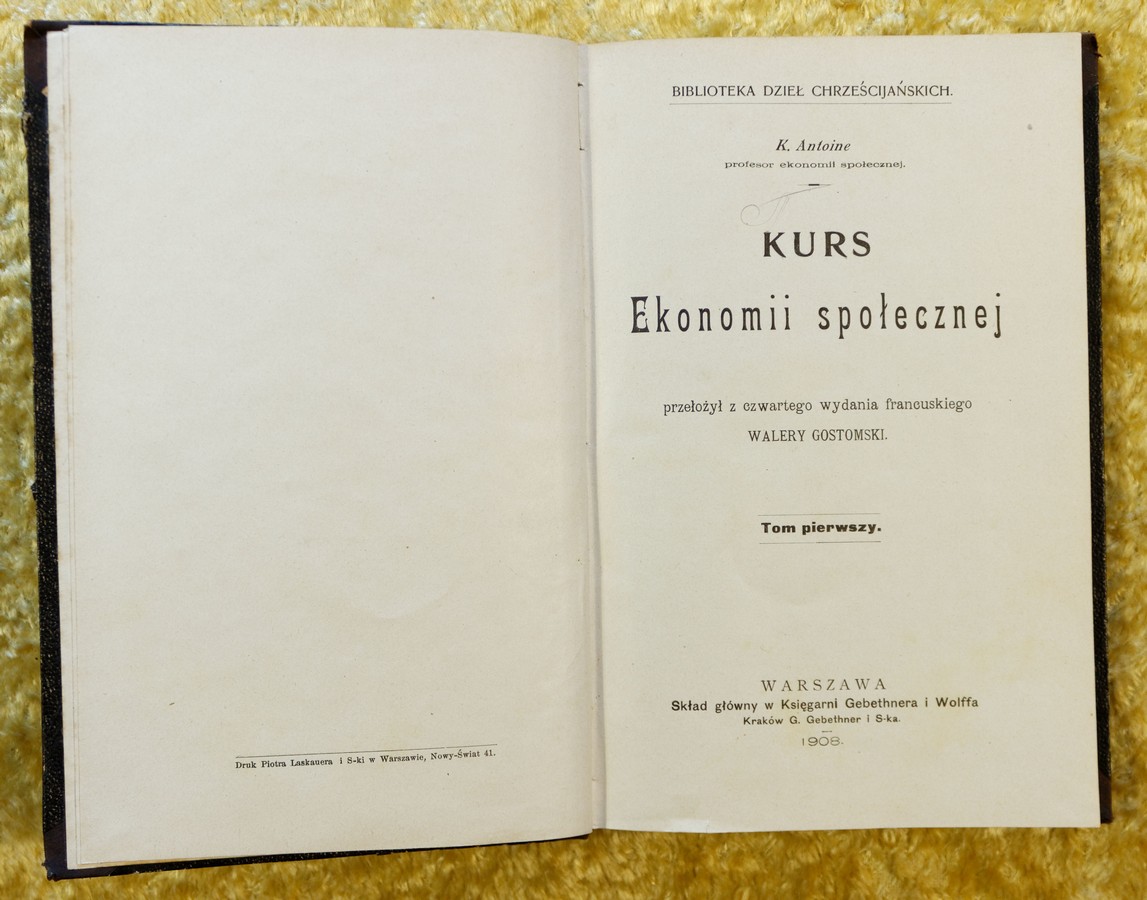 Druk Piotra Laskauera i S-ki w Warszawie, Nowy-Świat 41.
BIBLIOTEKA DZIEŁ CHRZEŚCIJAŃSKICH.
K. Antoine
profesor ekonomii społecznej.
KURS
Ekonomii społecznej
przełożył z czwartego wydania francuskiego
WALERY GOSTOMSKI.
Tom pierwszy.
WARSZAWA
Skład główny w Księgarni Gebethnera i Wolffa
Kraków G. Gebethner i S-ka.
1908.